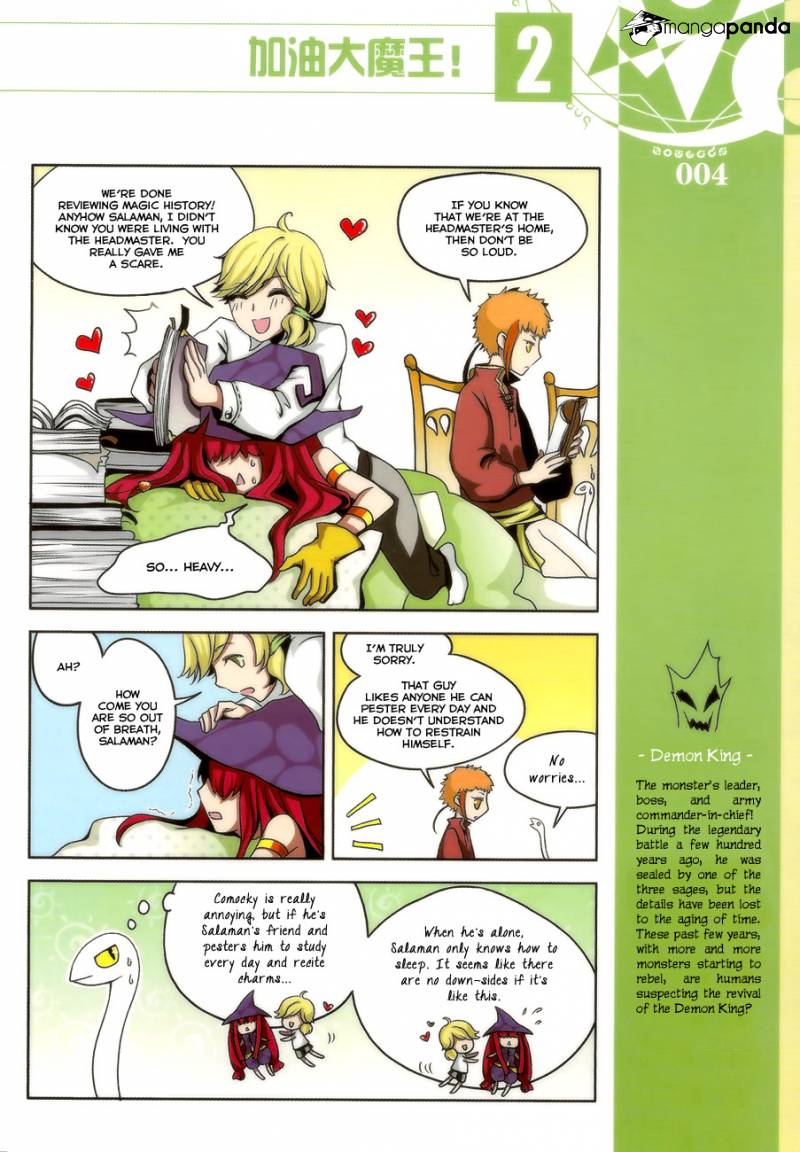 mangapanda
加油大魔王!
2
004
WE'RE DONE
REVIEWING MAGIC HISTORY!
ANYHOW SALAMAN, I DIDN'T
KNOW YOU WERE LIVING WITH
THE HEADMASTER. YOU
REALLY GAVE ME
A SCARE.
IF YOU KNOW
THAT WE'RE AT THE
HEADMASTER'S HOME,
THEN DON'T BE
SO LOUD.
SO... HEAVY...
AH?
HOW
COME YOU
ARE SO OUT
OF BREATH,
SALAMAN?
I'M TRULY
SORRY.
THAT GUY
LIKES ANYONE HE CAN
PESTER EVERY DAY AND
HE DOESN'T UNDERSTAND
HOW TO RESTRAIN
HIMSELF.
No
worries...
Comocky is really
annoying, but if he's
Salaman's friend and
pesters him to study
every day and recite
charms...
When he's alone,
Salaman only knows how to
sleep. It seems like there
are no down-sides if it's
like this.
- Demon King -
The monster's leader,
boss, and army
commander-in-chief!
During the legendary
battle a few hundred
years ago, he was
sealed by one of the
three sages, but the
details have been lost
to the aging of time.
These past few years,
with more and more
monsters starting to
rebel, are humans
suspecting the revival
of the Demon King?